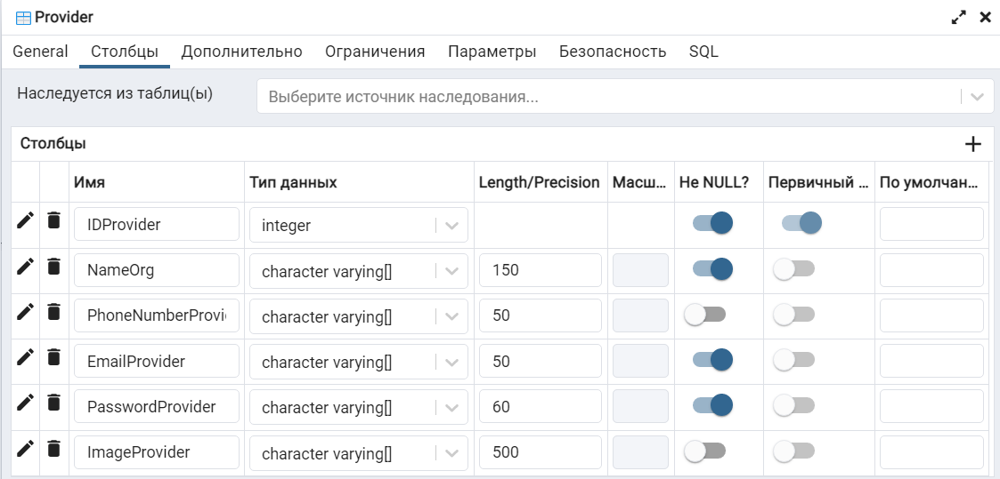 Provider
General Столбцы Дополнительно Ограничения Параметры Безопасность SQL
Наследуется из таблиц(ы) Выберите источник наследования...
Столбцы
Имя Тип данных Length/Precision Масш... Не NULL? Первичный ... По умолчан...
IDProvider integer
NameOrg character varying[] 150
PhoneNumberProvi character varying[] 50
EmailProvider character varying[] 50
PasswordProvider character varying[] 60
ImageProvider character varying[] 500